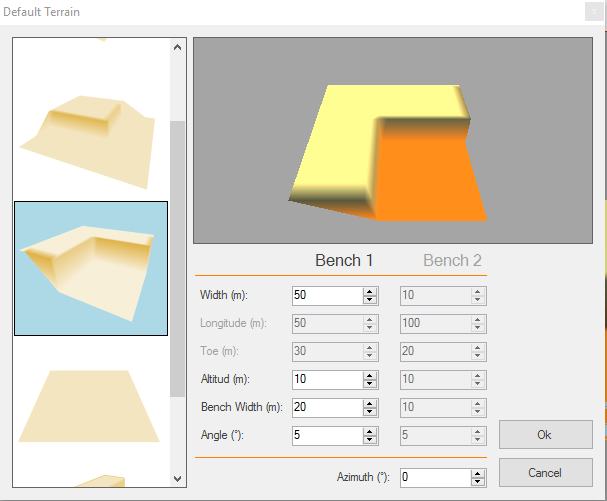 Default Terrain
Bench 1 Bench 2
Width (m): 50 10
Longitude (m): 50 100
Toe (m): 30 20
Altitud (m): 10 10
Bench Width (m): 20 10
Angle (°): 5 5
Ok
Azimuth (°): 0
Cancel